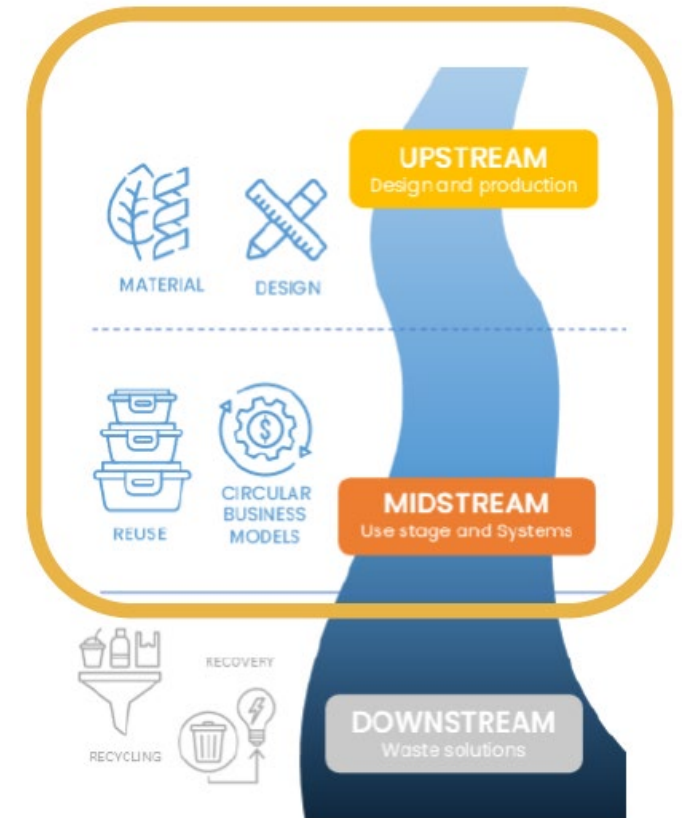 UPSTREAM
Design and production
MATERIAL
DESIGN
CIRCULAR
BUSINESS
MODELS
REUSE
MIDSTREAM
Use stage and Systems
RECOVERY
RECYCLING
DOWNSTREAM
Waste solutions
$